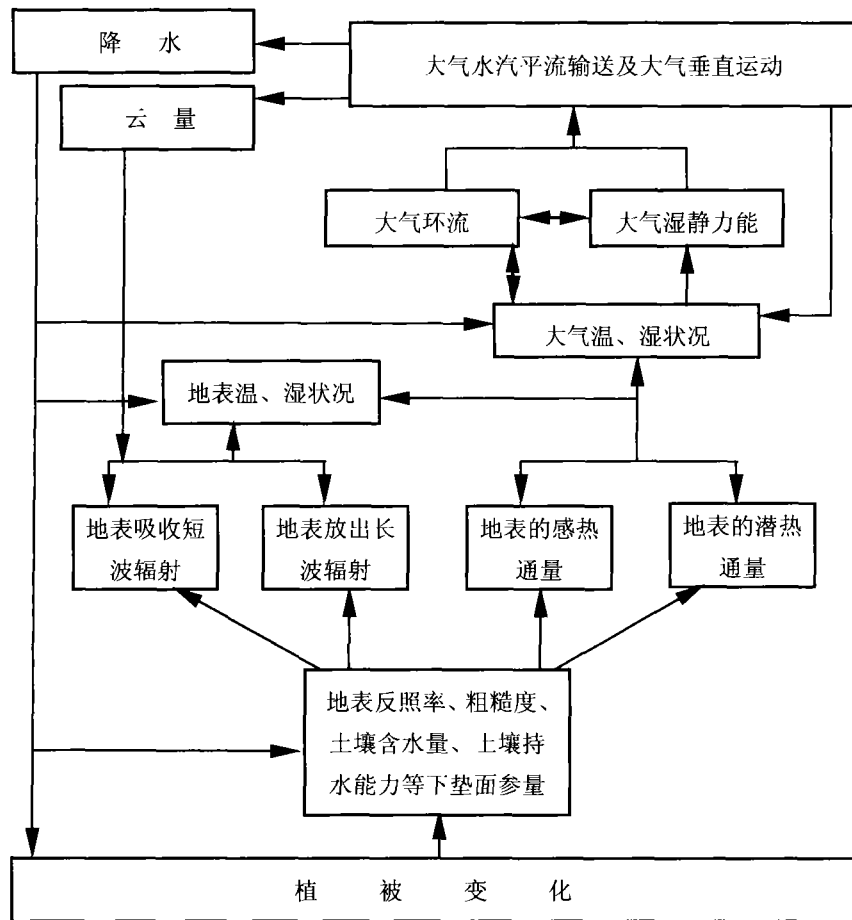 降 水
大气水汽平流输送及大气垂直运动
云 量
大气环流
大气湿静力能
大气温、湿状况
地表温、湿状况
地表吸收短
波辐射
地表放出长
波辐射
地表的感热
通量
地表的潜热
通量
地表反照率、粗糙度、
土壤含水量、上壤持
水能力等下垫面参量
植 被 变 化